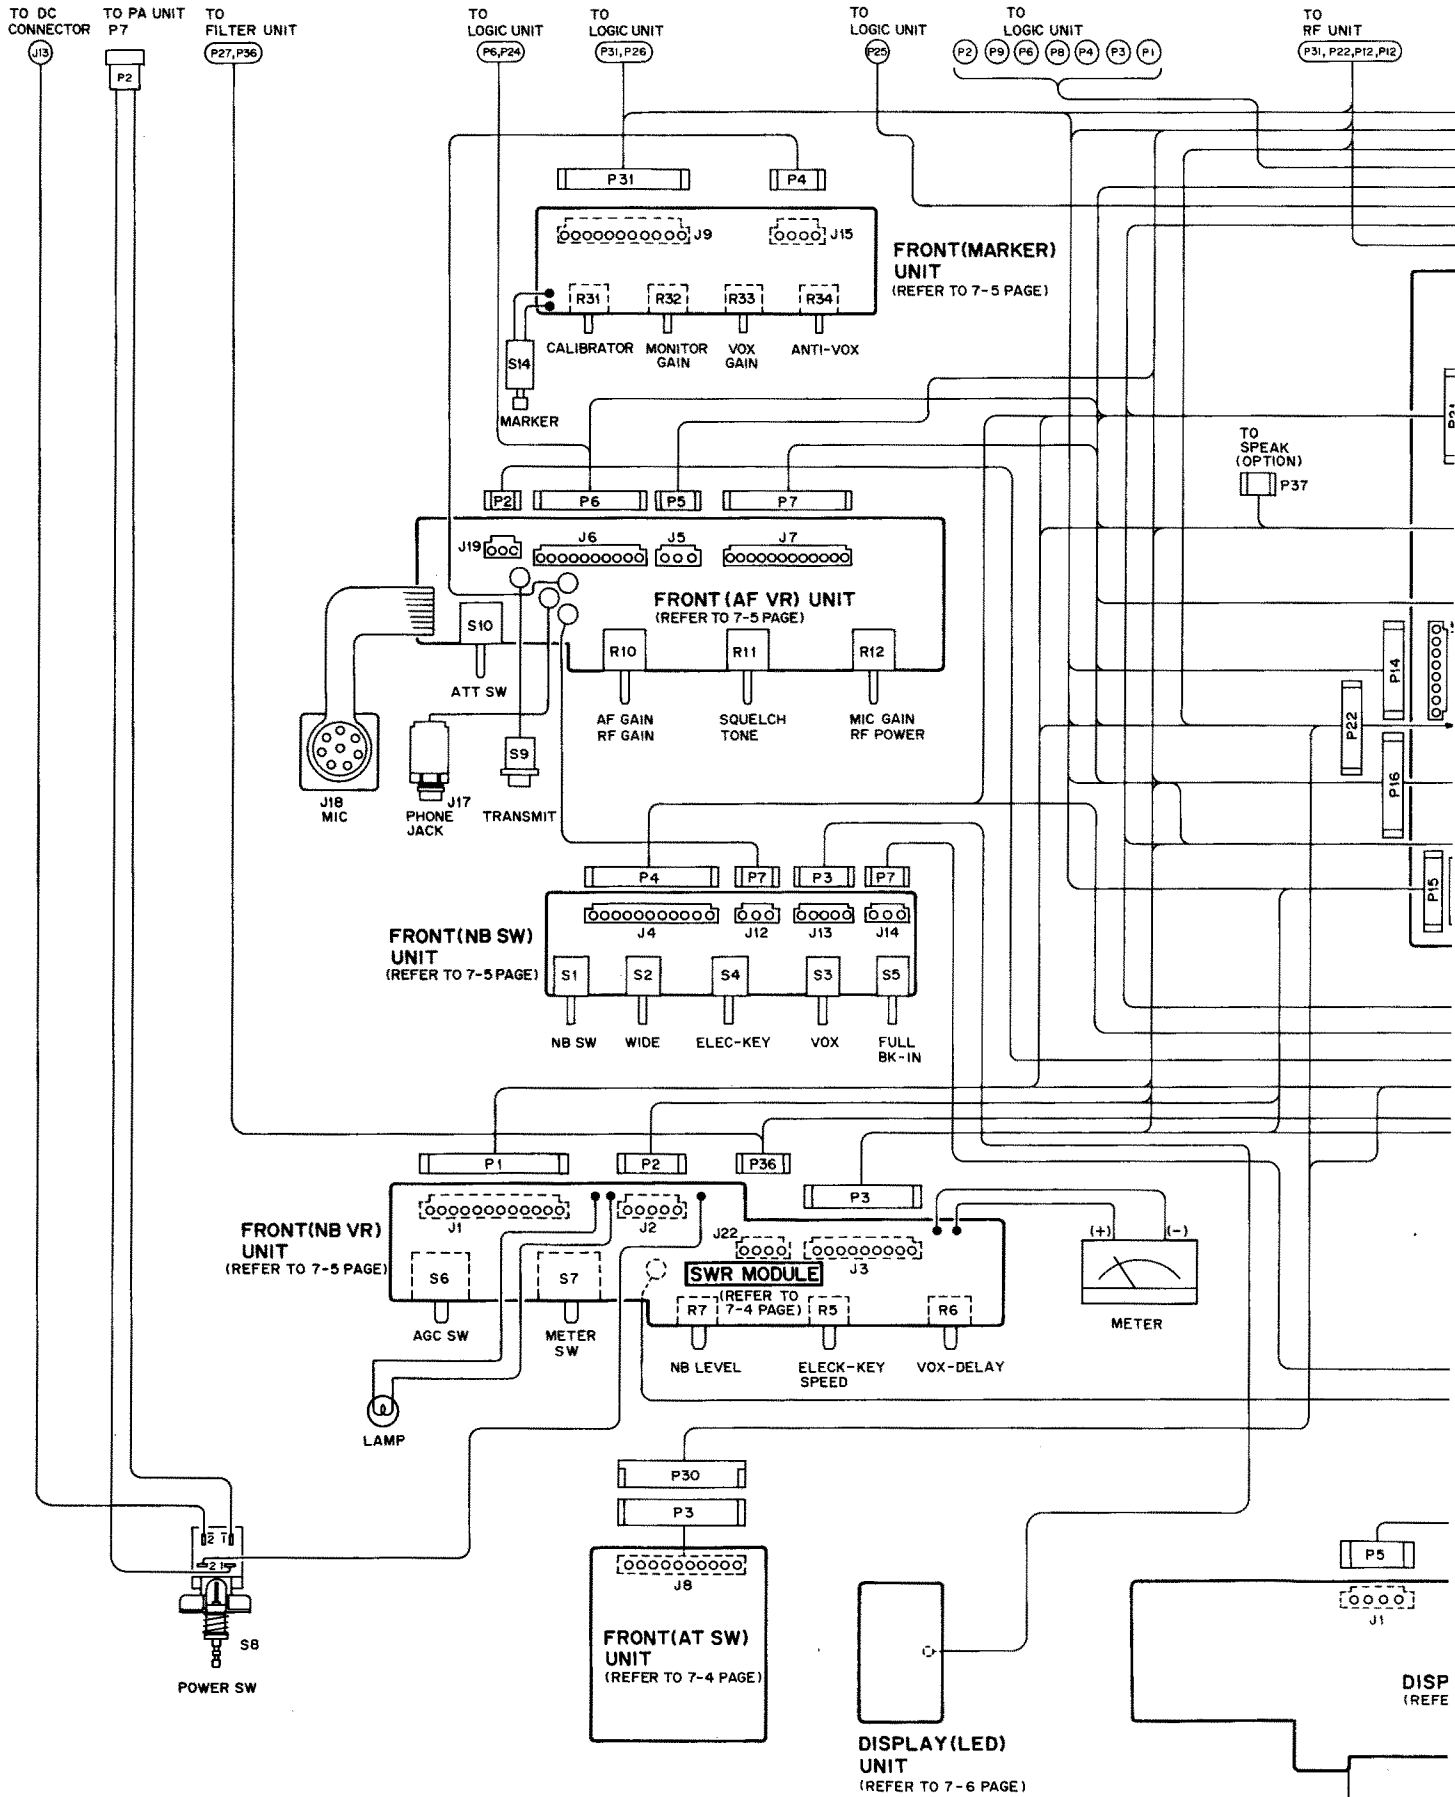 TO DC
CONNECTOR
J13
TO PA UNIT
P7
P2
TO
FILTER UNIT
P27,P36
TO
LOGIC UNIT
P6,P24
TO
LOGIC UNIT
P31,P26
TO
LOGIC UNIT
P25
TO
LOGIC UNIT
P2 P9 P6 P8 P4 P3 P1
TO
RF UNIT
P31, P22,P12,P12
P31
P4
J9
J15
R31
R32
R33
R34
FRONT(MARKER)
UNIT
(REFER TO 7-5 PAGE)
CALIBRATOR
MONITOR
GAIN
VOX
GAIN
ANTI-VOX
S14
MARKER
TO
SPEAK
(OPTION)
P37
P2
P6
P5
P7
J19
J6
J5
J7
FRONT (AF VR) UNIT
(REFER TO 7-5 PAGE)
S10
R10
R11
R12
ATT SW
AF GAIN
RF GAIN
SQUELCH
TONE
MIC GAIN
RF POWER
J18
MIC
J17
PHONE
JACK
S9
TRANSMIT
P14
P22
P16
P15
P4
P7
P3
P7
J4
J12
J13
J14
FRONT(NB SW)
UNIT
(REFER TO 7-5 PAGE)
S1
S2
S4
S3
S5
NB SW
WIDE
ELEC-KEY
VOX
FULL
BK-IN
P1
P2
P36
P3
J1
J2
J22
J3
FRONT(NB VR)
UNIT
(REFER TO 7-5 PAGE)
S6
S7
SWR MODULE
(REFER TO
7-4 PAGE)
R7
R5
R6
AGC SW
METER
SW
NB LEVEL
ELECK-KEY
SPEED
VOX-DELAY
(+)
(-)
METER
LAMP
P30
P3
J8
FRONT(AT SW)
UNIT
(REFER TO 7-4 PAGE)
2 1
2 1
S8
POWER SW
DISPLAY(LED)
UNIT
(REFER TO 7-6 PAGE)
P5
J1
DISP
(REFE